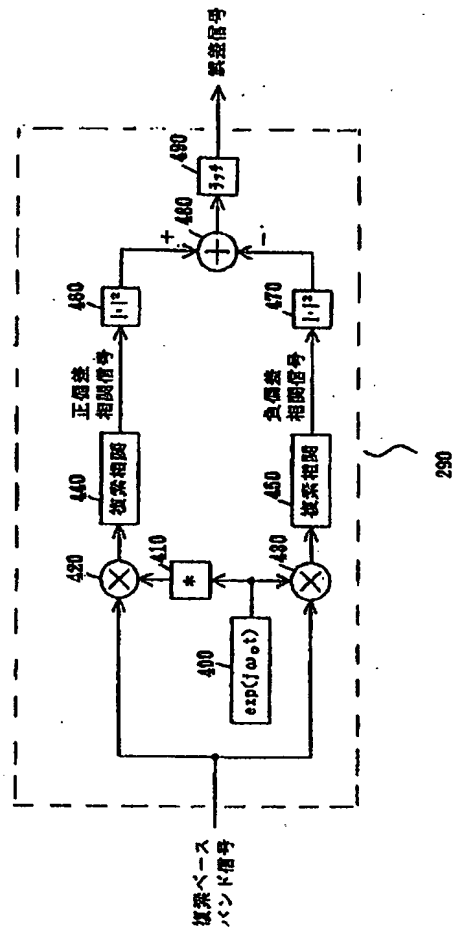 複素ベース
バンド信号
420
440
複素相関
正偏差
相関信号
460
|・|²
+
410
*
400
exp(jω₀t)
430
450
複素相関
負偏差
相関信号
470
|・|²
-
480
490
ラッチ
誤差信号
290